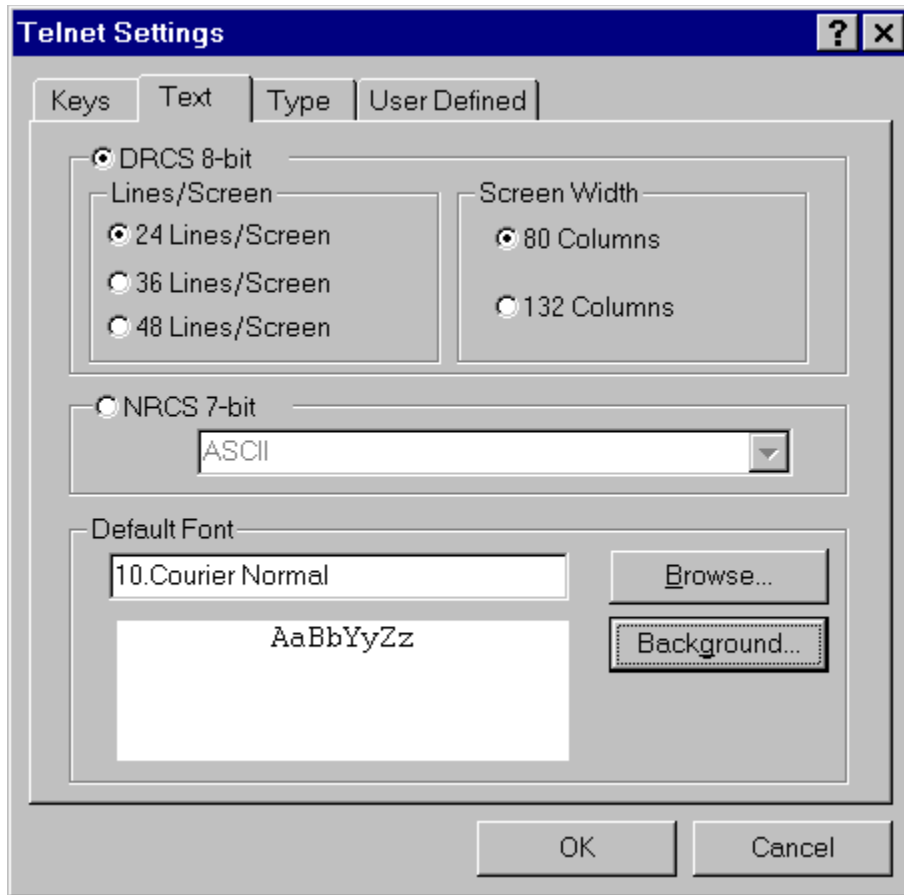 Telnet Settings
Keys Text Type User Defined
DRCS 8-bit
Lines/Screen
24 Lines/Screen
36 Lines/Screen
48 Lines/Screen
Screen Width
80 Columns
132 Columns
NRCS 7-bit
ASCII
Default Font
10.Courier Normal
Browse...
AaBbYyZz
Background...
OK Cancel